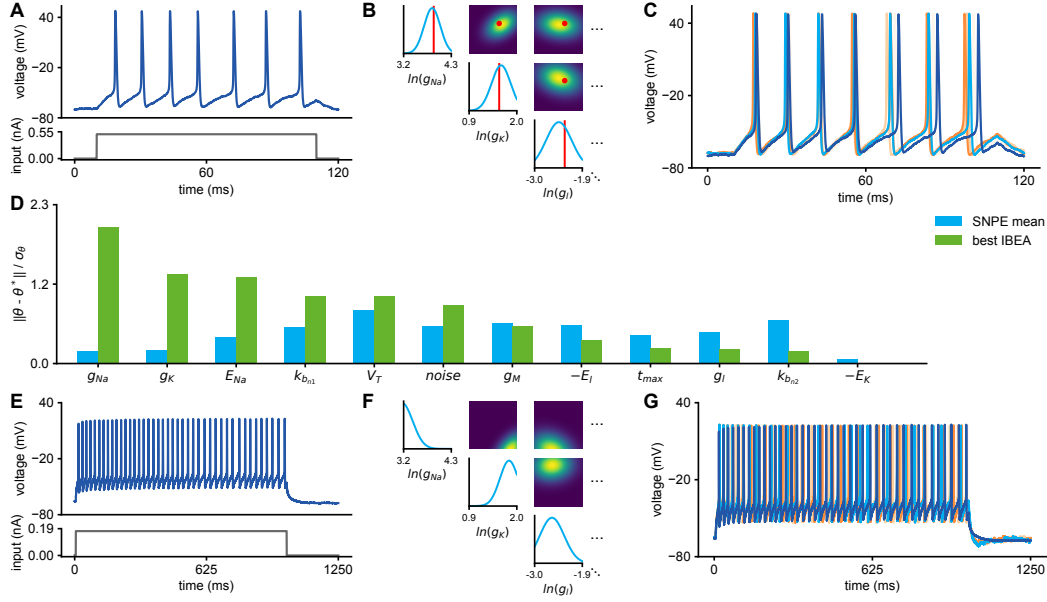 A
40
−20
−80
voltage (mV)
0.55
0.00
input (nA)
0
60
120
time (ms)
B
3.2
4.3
ln(g_Na)
...
0.9
2.0
ln(g_K)
...
-3.0
-1.9
ln(g_l)
...
⋱
C
40
−20
−80
voltage (mV)
0
60
120
time (ms)
D
2.3
1.2
0.0
||θ - θ*|| / σ_θ
SNPE mean
best IBEA
g_Na
g_K
E_Na
k_b_n1
V_T
noise
g_M
−E_l
t_max
g_l
k_b_n2
−E_K
E
40
−20
−80
voltage (mV)
0.19
0.00
input (nA)
0
625
1250
time (ms)
F
3.2
4.3
ln(g_Na)
...
0.9
2.0
ln(g_K)
...
-3.0
-1.9
ln(g_l)
...
⋱
G
40
−20
−80
voltage (mV)
0
625
1250
time (ms)